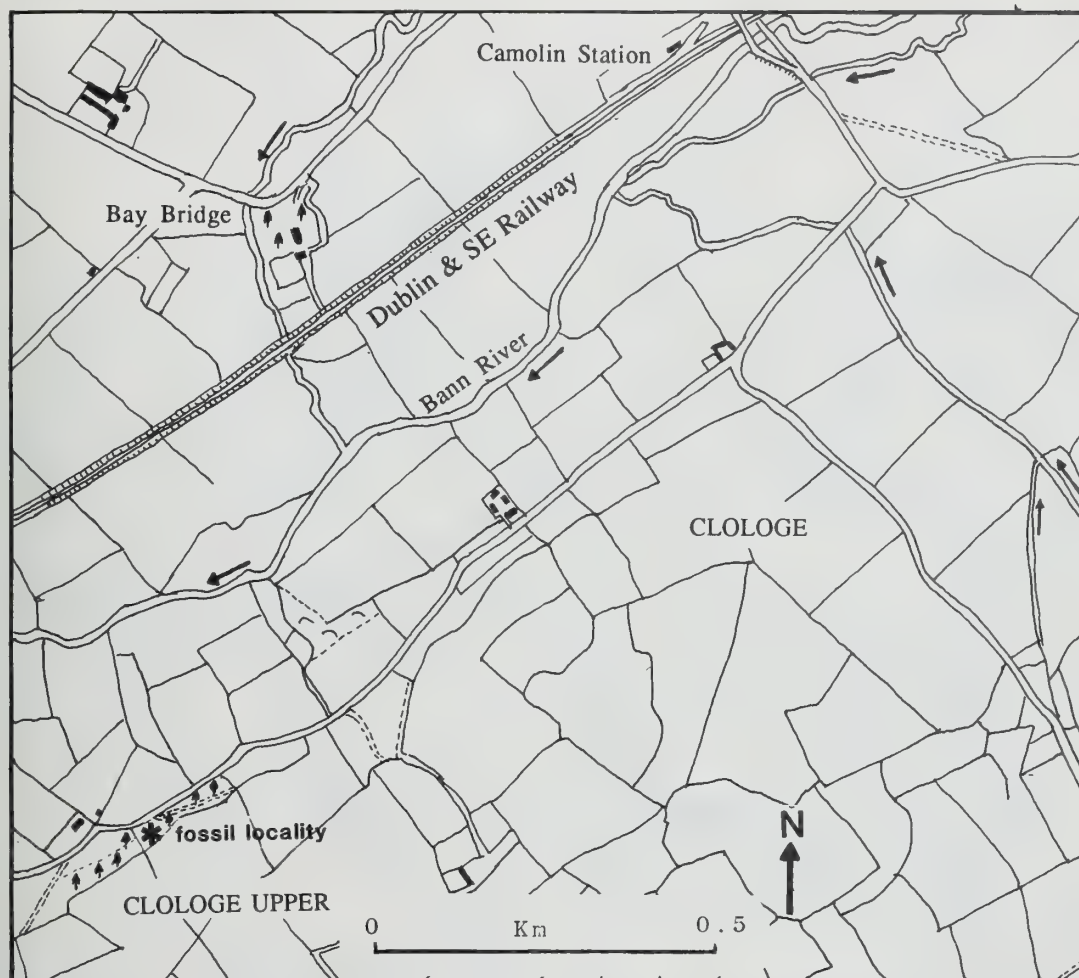 Camolin Station
Bay Bridge
Dublin & SE Railway
Bann River
CLOLOGE
fossil locality
N
CLOLOGE UPPER
0 Km 0.5